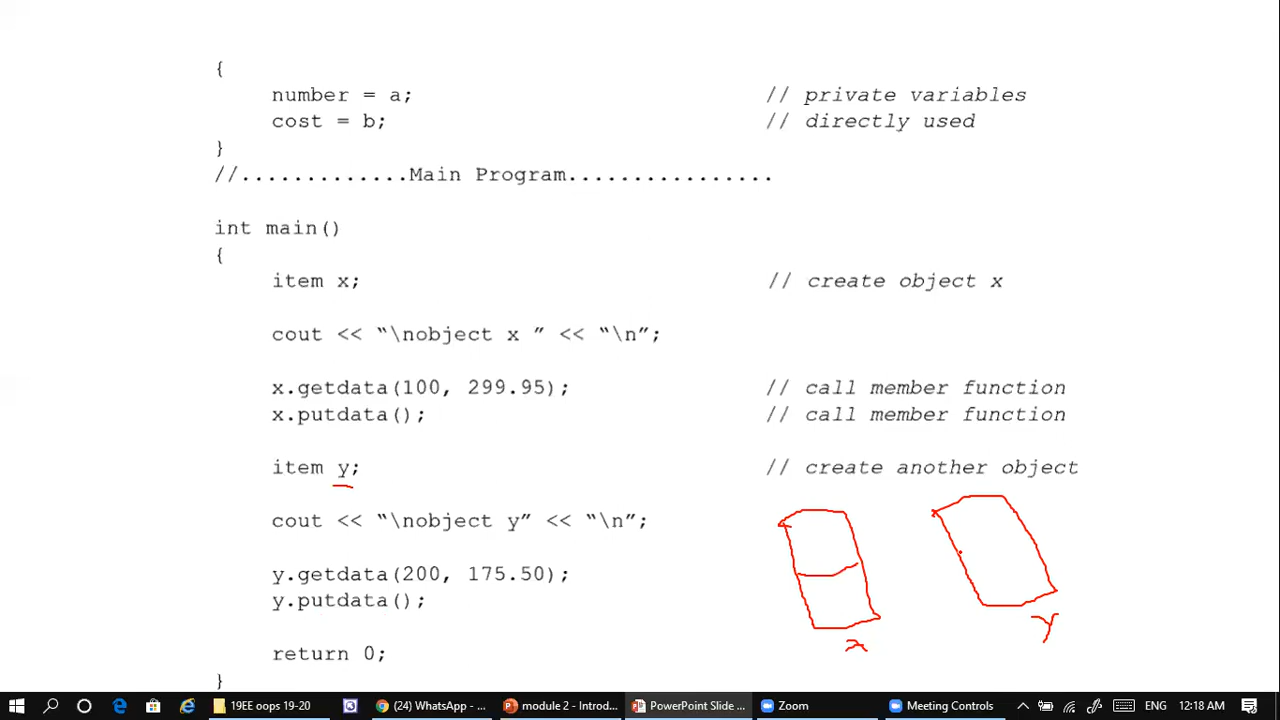 {
number = a; // private variables
cost = b; // directly used
}
//.............Main Program................
int main()
{
item x; // create object x
cout << “\nobject x ” << “\n”;
x.getdata(100, 299.95); // call member function
x.putdata(); // call member function
item y; // create another object
cout << “\nobject y” << “\n”;
y.getdata(200, 175.50);
y.putdata();
x y
return 0;
}
19EE oops 19-20 (24) WhatsApp - ... module 2 - Introd... PowerPoint Slide ... Zoom Meeting Controls ENG 12:18 AM